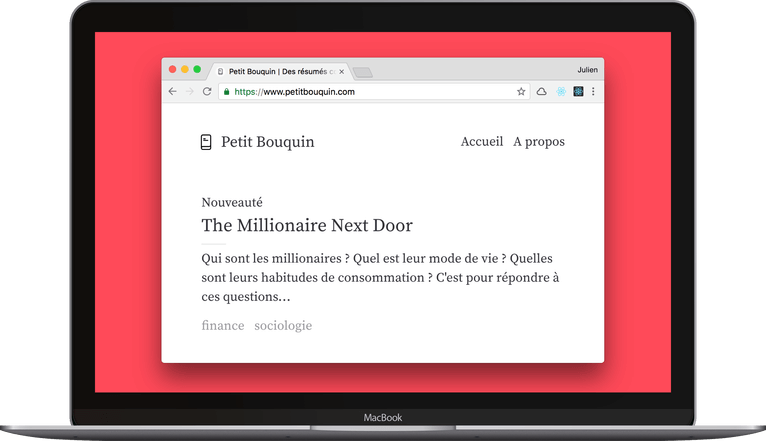 Petit Bouquin | Des résumés c
Julien
https://www.petitbouquin.com
Petit Bouquin
Accueil A propos
Nouveauté
The Millionaire Next Door
Qui sont les millionaires ? Quel est leur mode de vie ? Quelles
sont leurs habitudes de consommation ? C'est pour répondre à
ces questions...
finance sociologie
MacBook